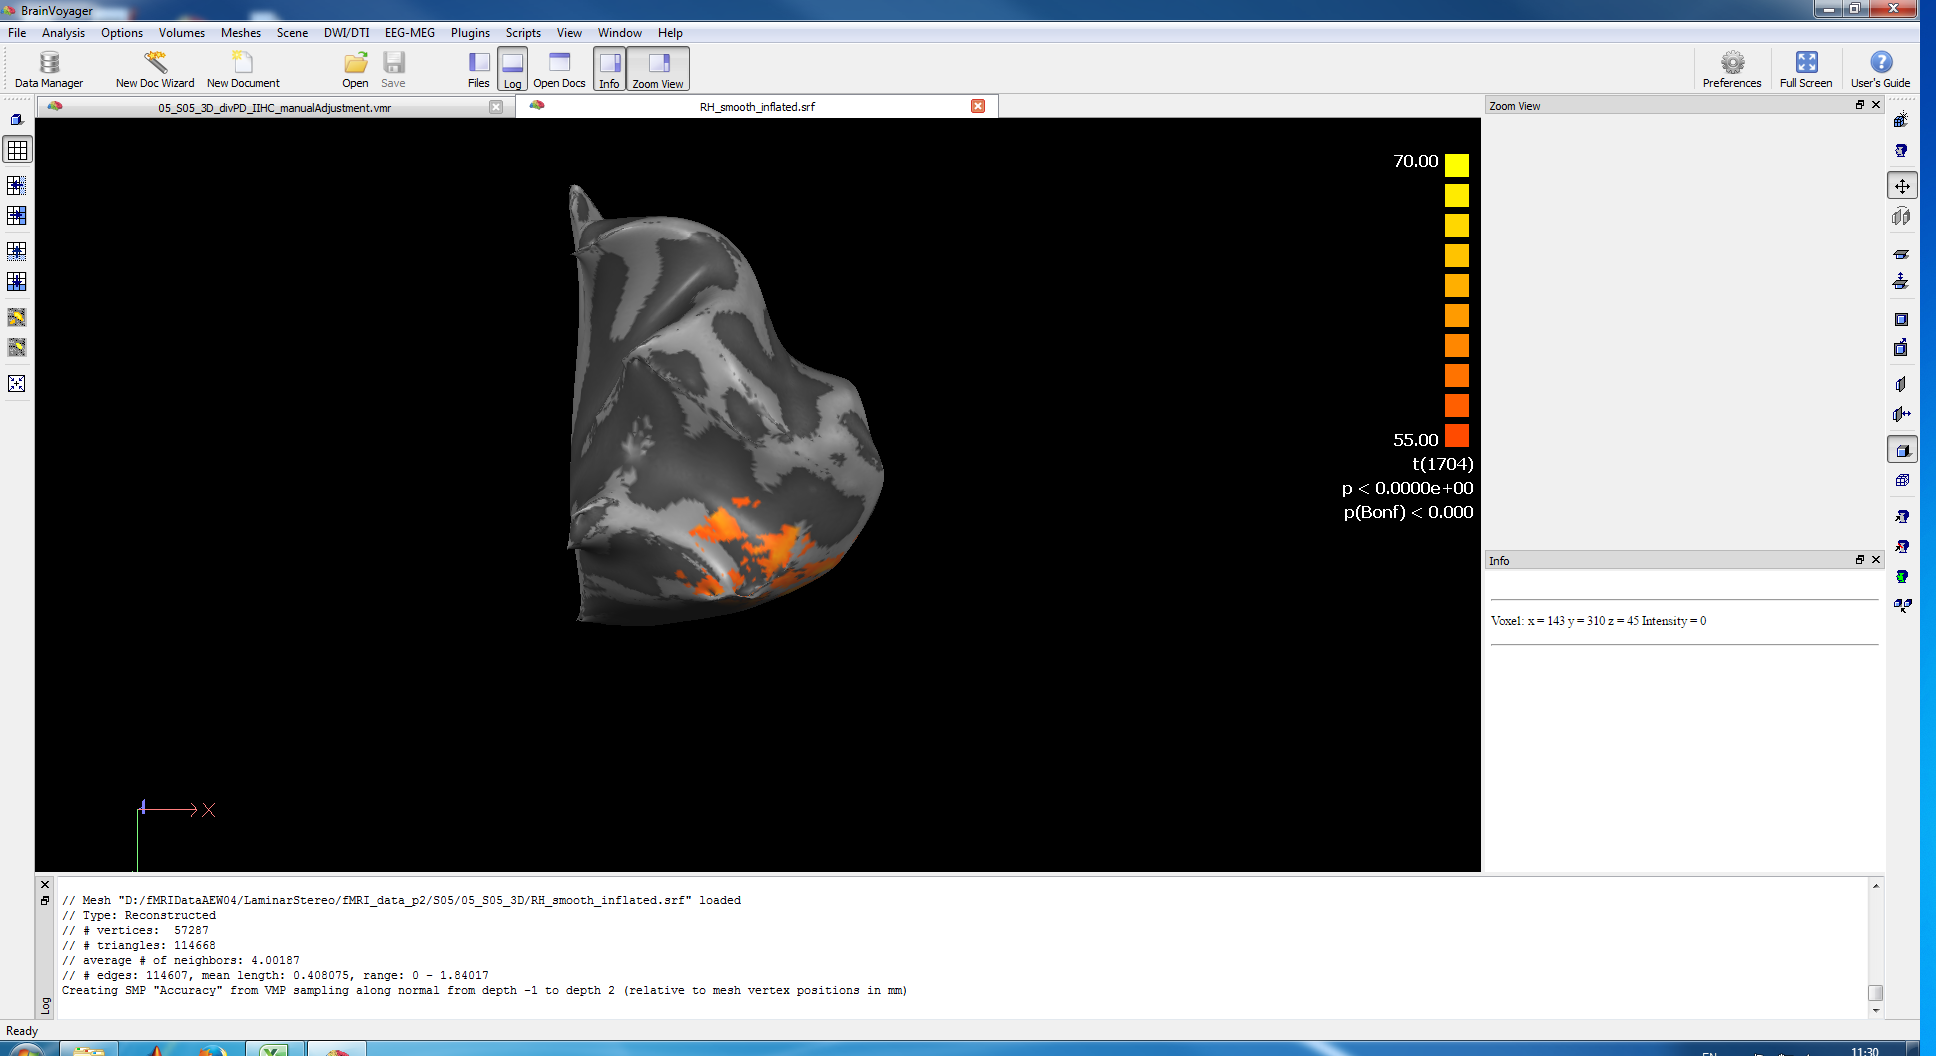 BrainVoyager
File Analysis Options Volumes Meshes Scene DWI/DTI EEG-MEG Plugins Scripts View Window Help
Data Manager New Doc Wizard New Document Open Save Files Log Open Docs Info Zoom View Preferences Full Screen User's Guide
05_S05_3D_divPD_IIHC_manualAdjustment.vmr
RH_smooth_inflated.srf
Zoom View
70.00
55.00
t(1704)
p < 0.0000e+00
p(Bonf) < 0.000
Info
Voxel: x = 143 y = 310 z = 45 Intensity = 0
X
// Mesh "D:/fMRIDataAEW04/LaminarStereo/fMRI_data_p2/S05/05_S05_3D/RH_smooth_inflated.srf" loaded
// Type: Reconstructed
// # vertices: 57287
// # triangles: 114668
// average # of neighbors: 4.00187
// # edges: 114607, mean length: 0.408075, range: 0 - 1.84017
Creating SMP "Accuracy" from VMP sampling along normal from depth -1 to depth 2 (relative to mesh vertex positions in mm)
Log
Ready
11:30